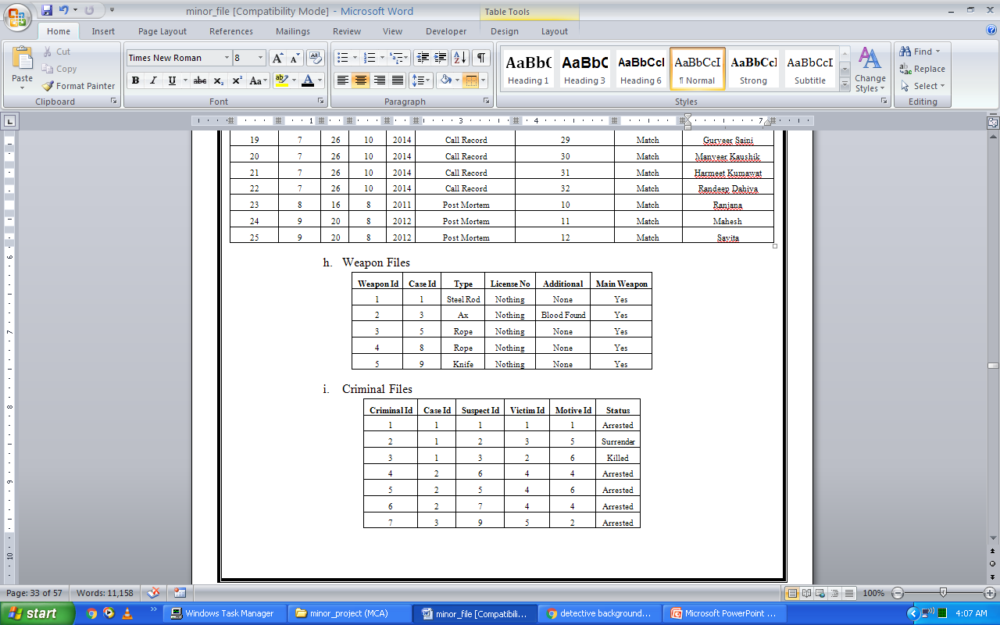 minor_file [Compatibility Mode] - Microsoft Word
Table Tools
Home Insert Page Layout References Mailings Review View Developer Design Layout
Paste
Cut
Copy
Format Painter
Clipboard
Times New Roman 8
Font
Paragraph
AaBbC AaBbC AaBbCcI AaBbCcI AaBbCcI AaBbCcI
Heading 1 Heading 3 Heading 6 ¶ Normal Strong Subtitle
Change Styles
Styles
Find
Replace
Select
Editing
1 3 4 7
19 7 26 10 2014 Call Record 29 Match Gurveer Saini
20 7 26 10 2014 Call Record 30 Match Manveer Kaushik
21 7 26 10 2014 Call Record 31 Match Harmeet Kumawat
22 7 26 10 2014 Call Record 32 Match Randeep Dahiya
23 8 16 8 2011 Post Mortem 10 Match Ranjana
24 9 20 8 2012 Post Mortem 11 Match Mahesh
25 9 20 8 2012 Post Mortem 12 Match Savita
h. Weapon Files
Weapon Id Case Id Type License No Additional Main Weapon
1 1 Steel Rod Nothing None Yes
2 3 Ax Nothing Blood Found Yes
3 5 Rope Nothing None Yes
4 8 Rope Nothing None Yes
5 9 Knife Nothing None Yes
i. Criminal Files
Criminal Id Case Id Suspect Id Victim Id Motive Id Status
1 1 1 1 1 Arrested
2 1 2 3 5 Surrender
3 1 3 2 6 Killed
4 2 6 4 4 Arrested
5 2 5 4 6 Arrested
6 2 7 4 4 Arrested
7 3 9 5 2 Arrested
Page: 33 of 57 Words: 11,158 100%
start Windows Task Manager minor_project (MCA) minor_file [Compatibili... detective background... Microsoft PowerPoint ... 4:07 AM